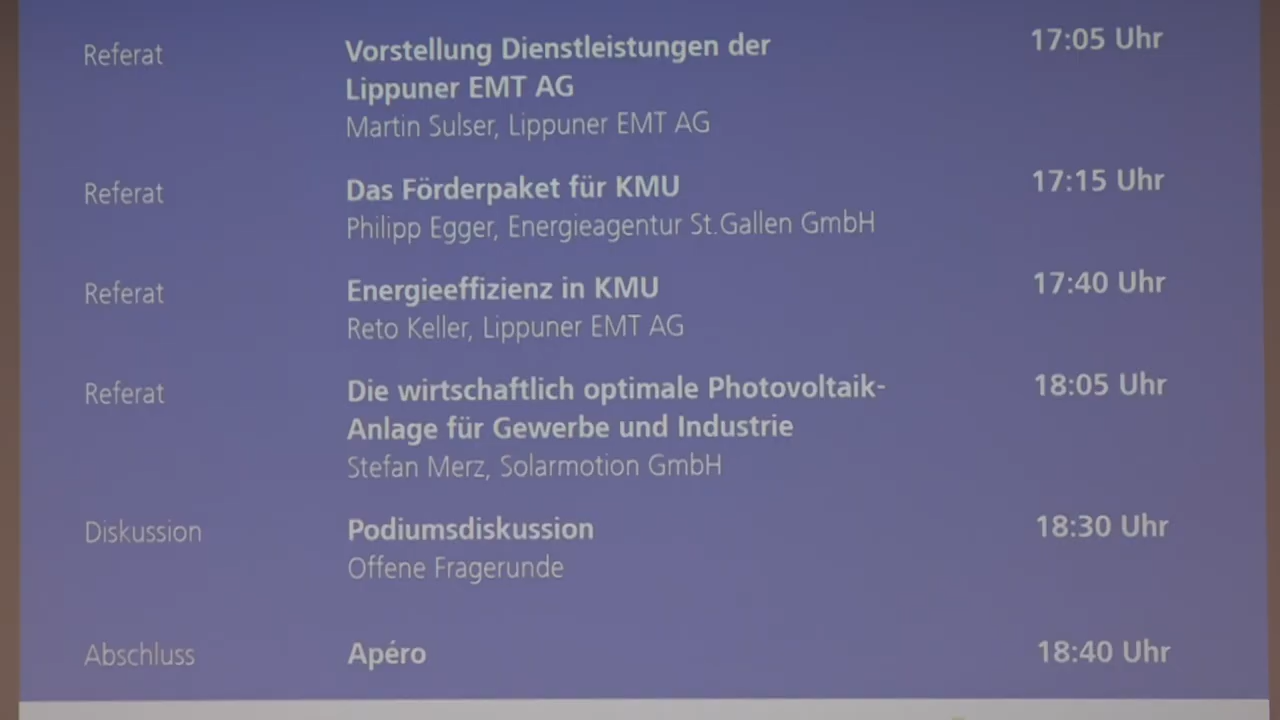 Referat Vorstellung Dienstleistungen der 17:05 Uhr
Lippuner EMT AG
Martin Sulser, Lippuner EMT AG
Referat Das Förderpaket für KMU 17:15 Uhr
Philipp Egger, Energieagentur St.Gallen GmbH
Referat Energieeffizienz in KMU 17:40 Uhr
Reto Keller, Lippuner EMT AG
Referat Die wirtschaftlich optimale Photovoltaik- 18:05 Uhr
Anlage für Gewerbe und Industrie
Stefan Merz, Solarmotion GmbH
Diskussion Podiumsdiskussion 18:30 Uhr
Offene Fragerunde
Abschluss Apéro 18:40 Uhr